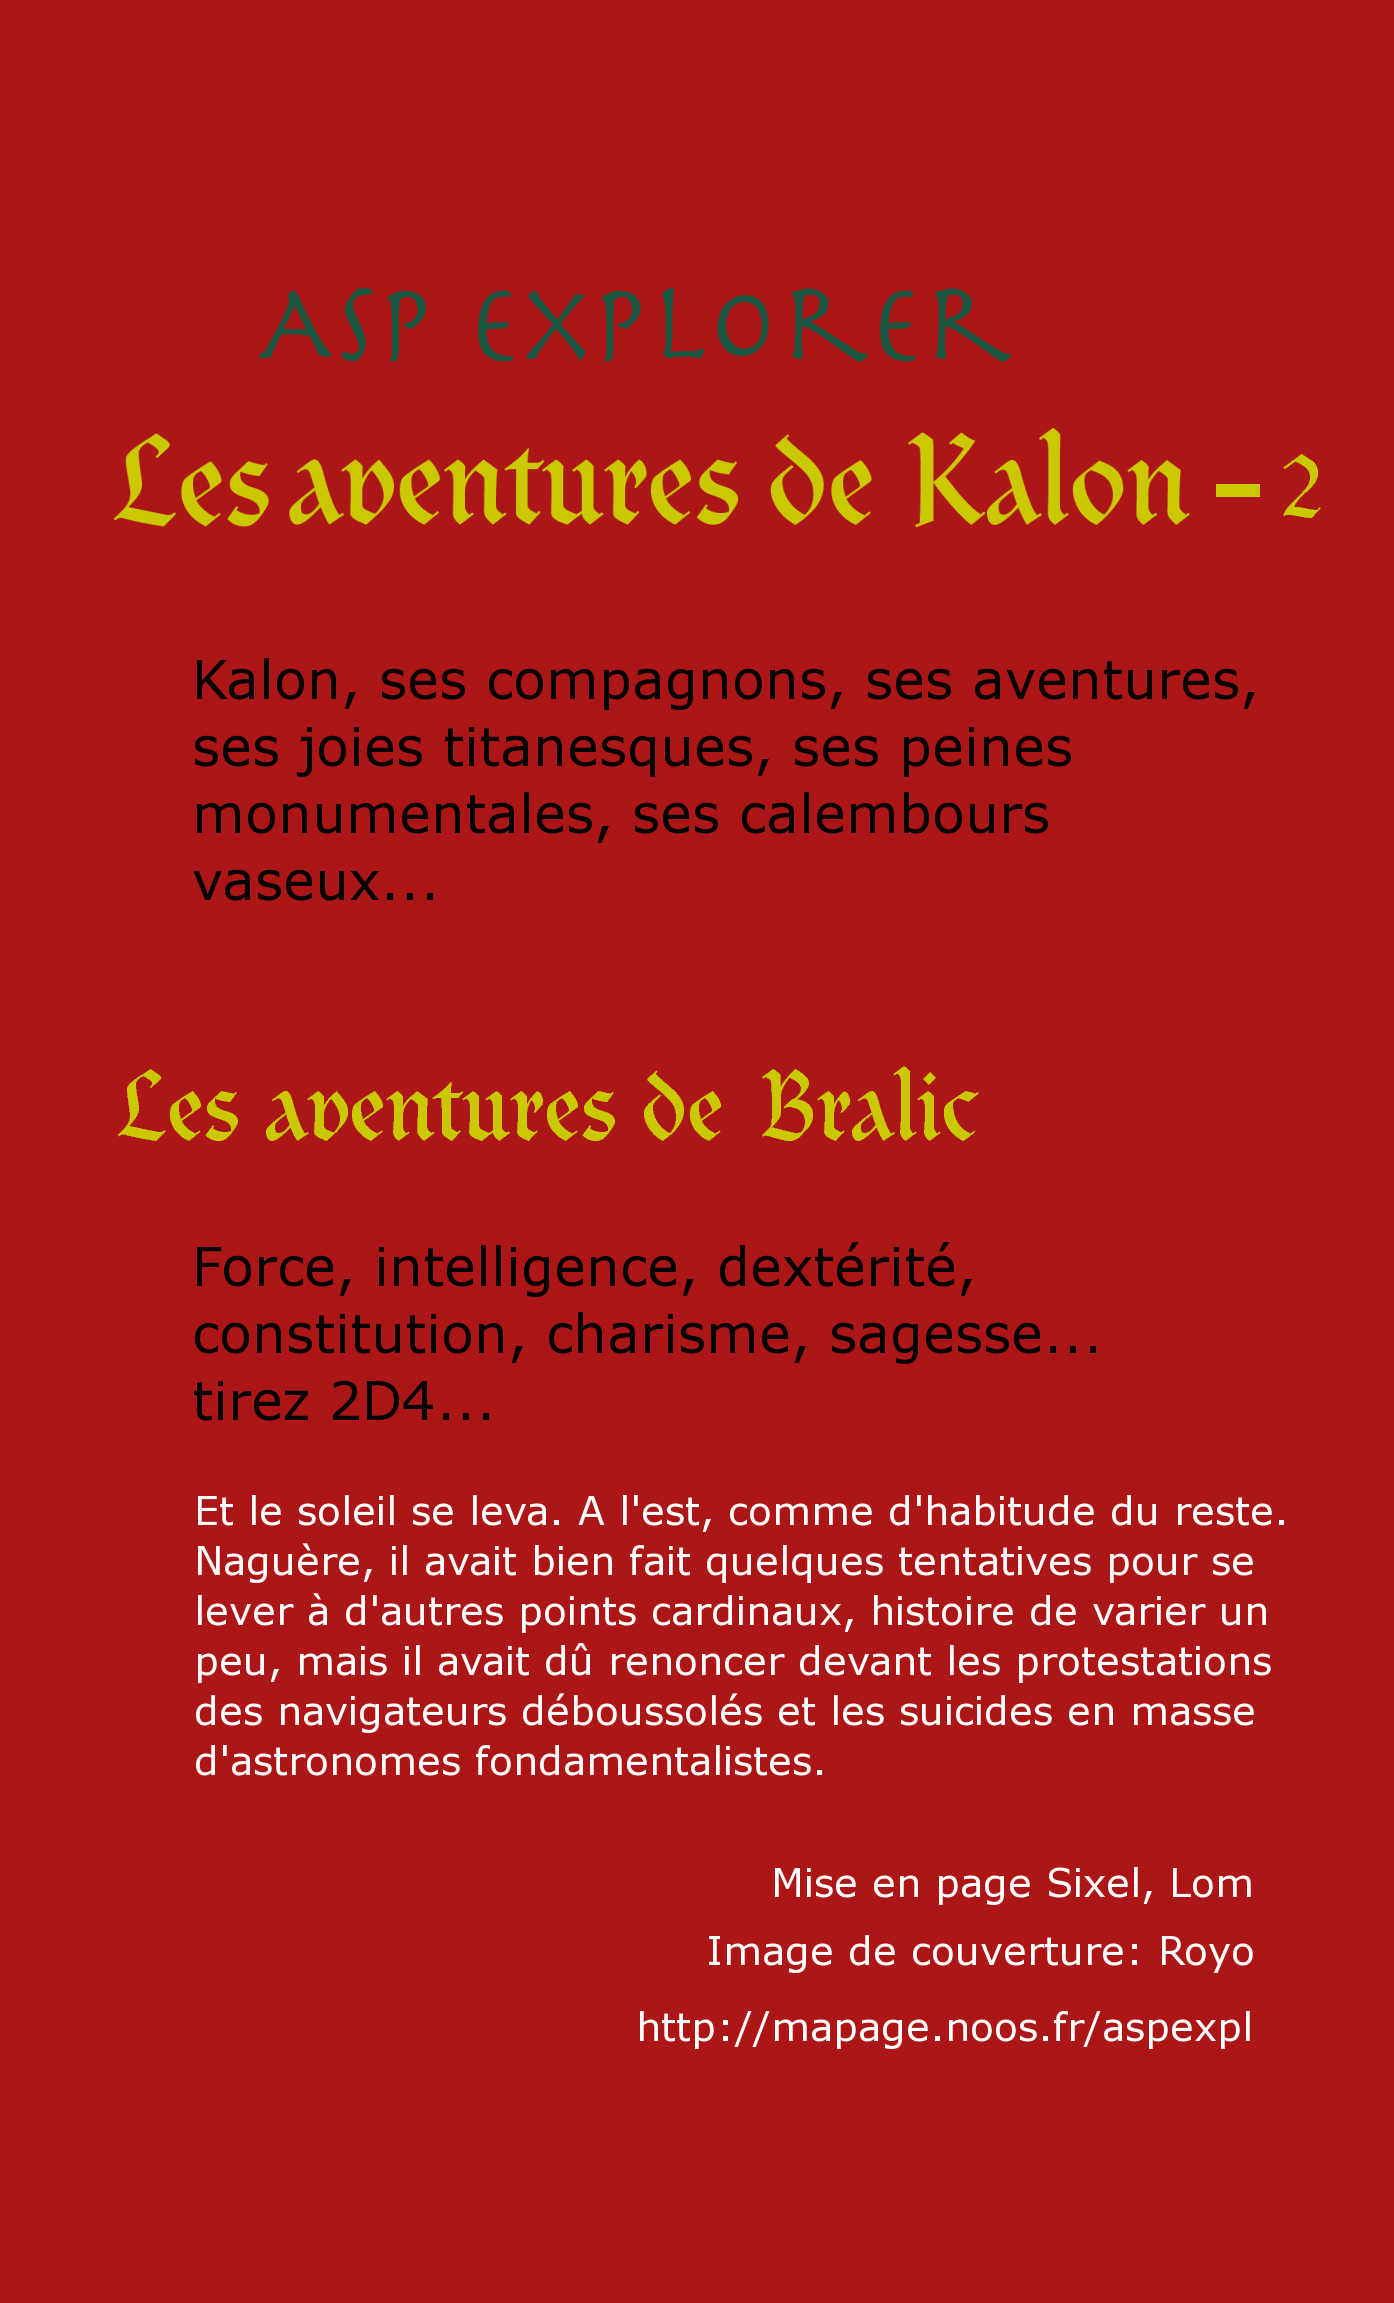 ASP EXPLORER
Les aventures de Kalon – 2
Kalon, ses compagnons, ses aventures,
ses joies titanesques, ses peines
monumentales, ses calembours
vaseux...
Les aventures de Bralic
Force, intelligence, dextérité,
constitution, charisme, sagesse...
tirez 2D4...
Et le soleil se leva. A l'est, comme d'habitude du reste.
Naguère, il avait bien fait quelques tentatives pour se
lever à d'autres points cardinaux, histoire de varier un
peu, mais il avait dû renoncer devant les protestations
des navigateurs déboussolés et les suicides en masse
d'astronomes fondamentalistes.
Mise en page Sixel, Lom
Image de couverture: Royo
http://mapage.noos.fr/aspexpl